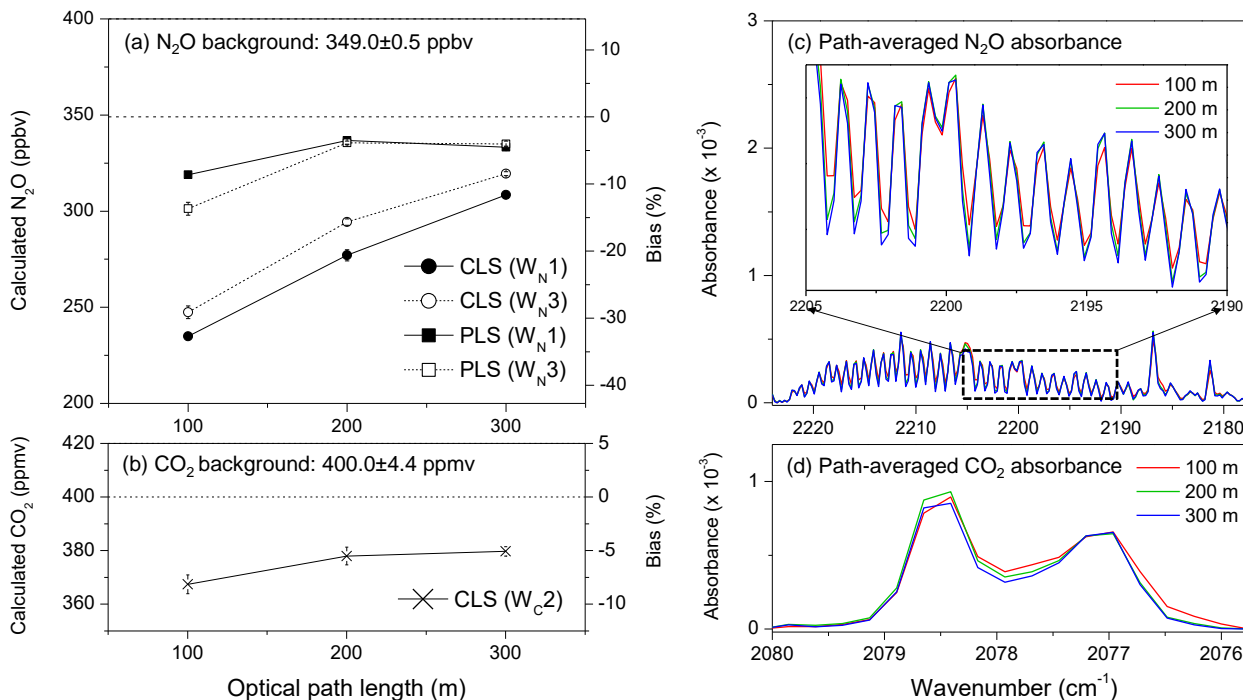 (a) N₂O background: 349.0±0.5 ppbv
Calculated N₂O (ppbv)
400
350
300
250
200
Bias (%)
10
0
-10
-20
-30
-40
CLS (W_N1)
CLS (W_N3)
PLS (W_N1)
PLS (W_N3)
100
200
300
(b) CO₂ background: 400.0±4.4 ppmv
Calculated CO₂ (ppmv)
420
400
380
360
Bias (%)
5
0
-5
-10
CLS (W_C2)
100
200
300
Optical path length (m)
(c) Path-averaged N₂O absorbance
Absorbance (x 10⁻³)
3
2
1
0
100 m
200 m
300 m
2205
2200
2195
2190
2220
2210
2200
2190
2180
(d) Path-averaged CO₂ absorbance
Absorbance (x 10⁻³)
1
0
100 m
200 m
300 m
2080
2079
2078
2077
2076
Wavenumber (cm⁻¹)